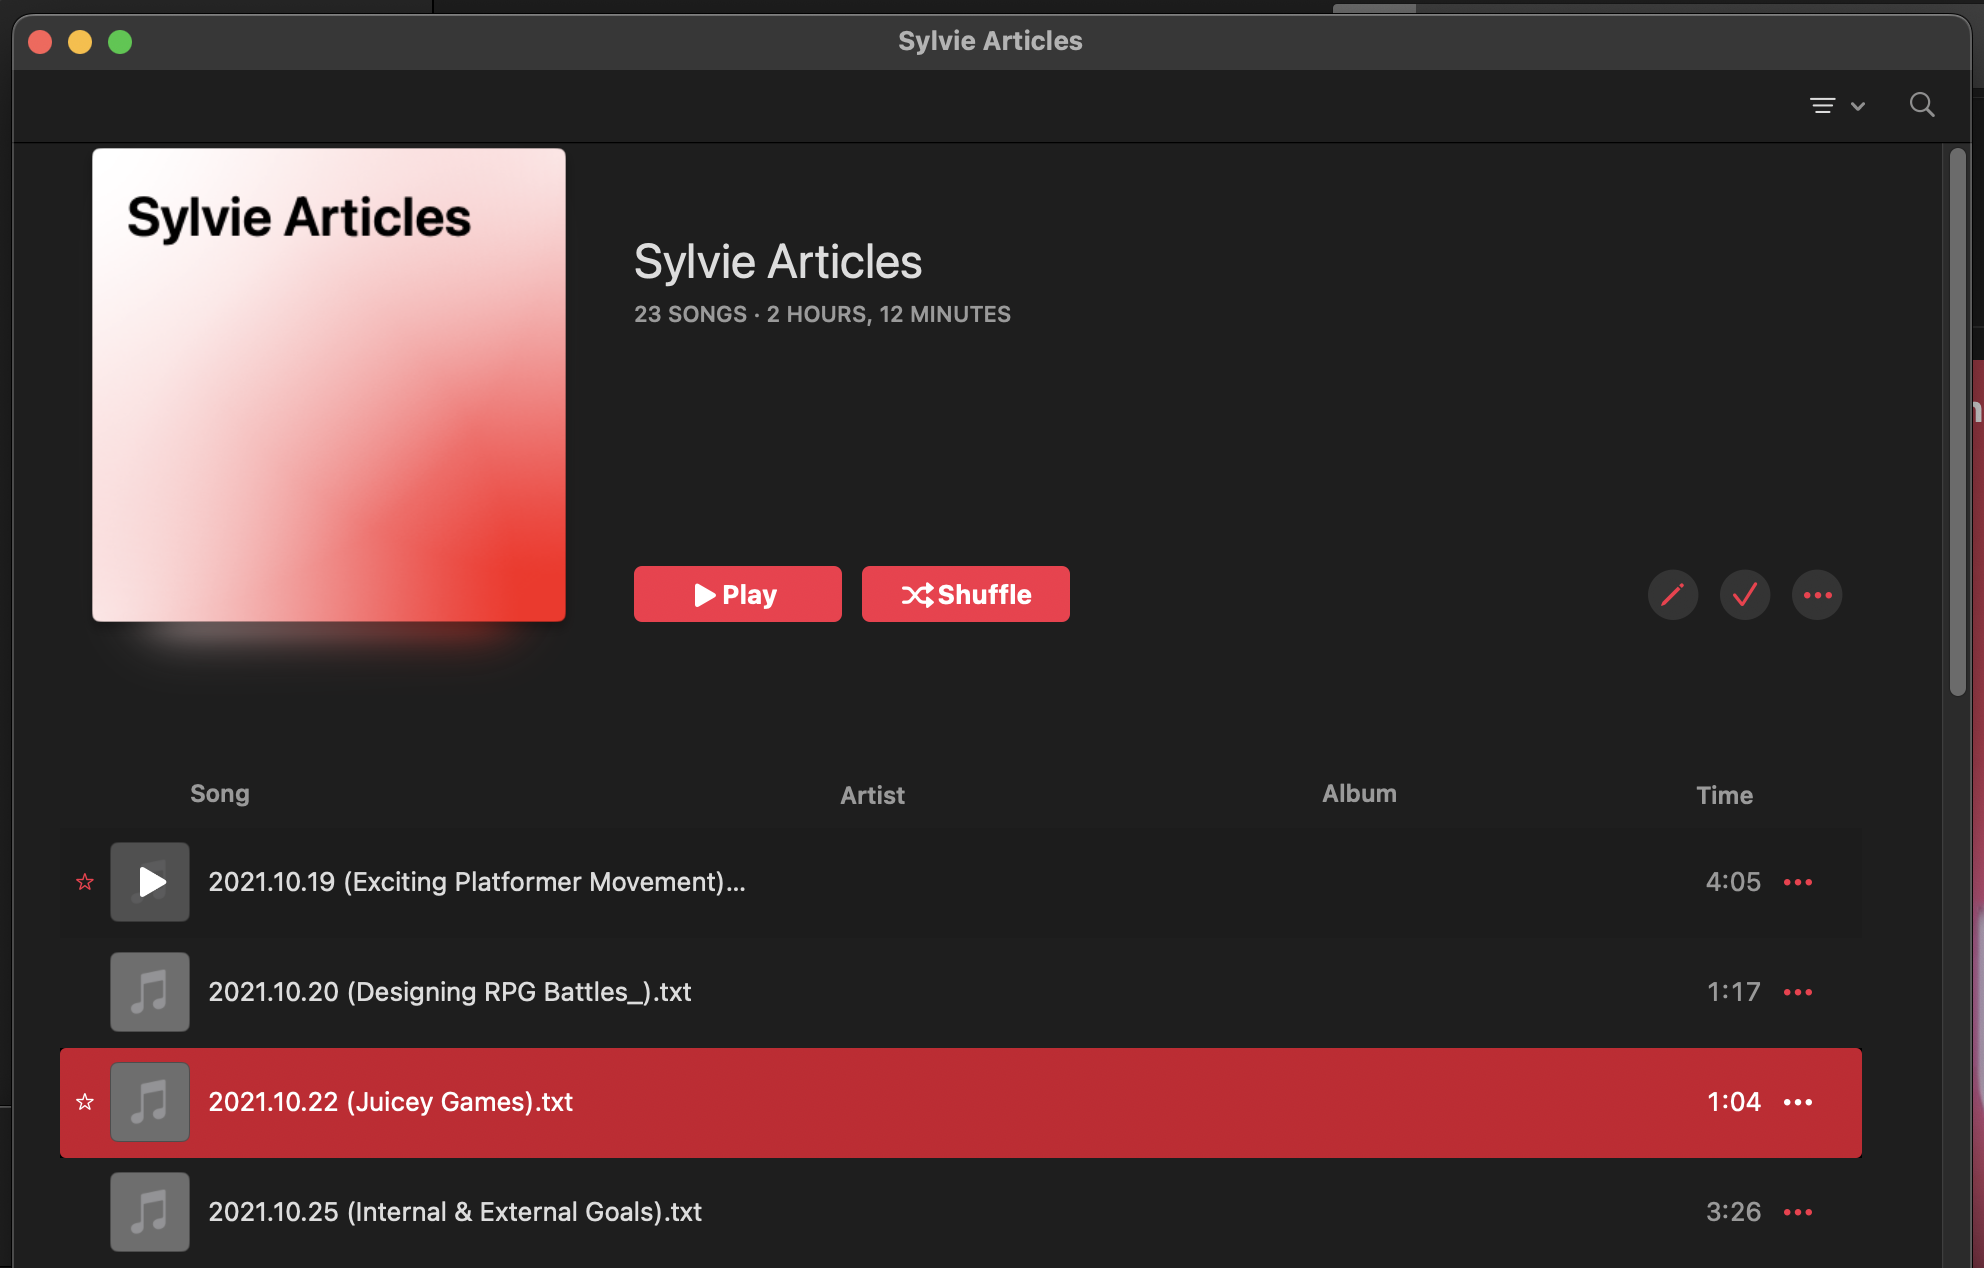 Sylvie Articles
Sylvie Articles
Sylvie Articles
23 SONGS · 2 HOURS, 12 MINUTES
Play Shuffle
Song Artist Album Time
2021.10.19 (Exciting Platformer Movement)... 4:05
2021.10.20 (Designing RPG Battles_).txt 1:17
2021.10.22 (Juicey Games).txt 1:04
2021.10.25 (Internal & External Goals).txt 3:26